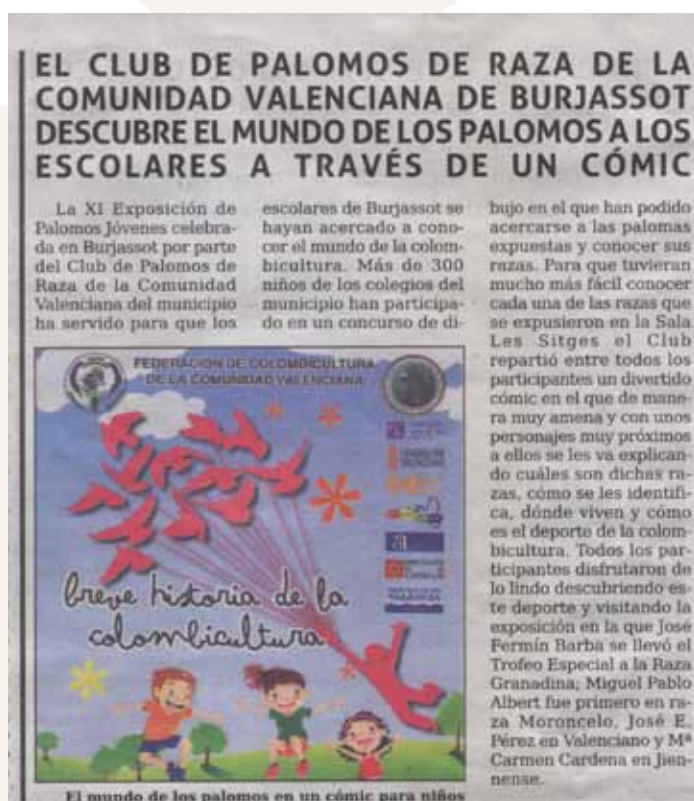 EL CLUB DE PALOMOS DE RAZA DE LA
COMUNIDAD VALENCIANA DE BURJASSOT
DESCUBRE EL MUNDO DE LOS PALOMOS A LOS
ESCOLARES A TRAVÉS DE UN CÓMIC
La XI Exposición de
Palomos Jóvenes celebra-
da en Burjassot por parte
del Club de Palomos de
Raza de la Comunidad
Valenciana del municipio
ha servido para que los
escolares de Burjassot se
hayan acercado a cono-
cer el mundo de la colom-
bicultura. Más de 300
niños de los colegios del
municipio han participa-
do en un concurso de di-
bujo en el que han podido
acercarse a las palomas
expuestas y conocer sus
razas. Para que tuvieran
mucho más fácil conocer
cada una de las razas que
se expusieron en la Sala
Les Sitges el Club
repartió entre todos los
participantes un divertido
cómic en el que de mane-
ra muy amena y con unos
personajes muy próximos
a ellos se les va explican-
do cuáles son dichas ra-
zas, cómo se les identifi-
ca, dónde viven y cómo
es el deporte de la colom-
bicultura. Todos los par-
ticipantes disfrutaron de
lo lindo descubriendo es-
te deporte y visitando la
exposición en la que José
Fermín Barba se llevó el
Trofeo Especial a la Raza
Granadina; Miguel Pablo
Albert fue primero en ra-
za Moroncelo, José E.
Pérez en Valenciano y Mª
Carmen Cardena en Jien-
nense.
FEDERACIÓN DE COLOMBICULTURA
DE LA COMUNIDAD VALENCIANA
breve historia de la
colombicultura
El mundo de los palomos en un cómic para niños